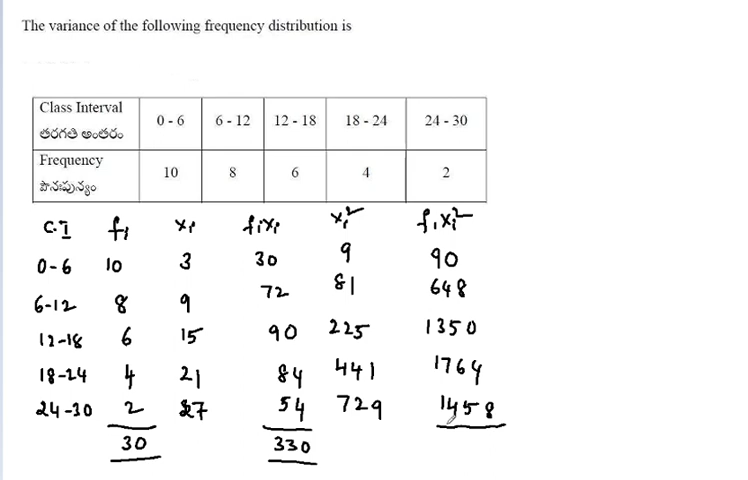 The variance of the following frequency distribution is
Class Interval 0 - 6 6 - 12 12 - 18 18 - 24 24 - 30
తరగతి అంతరం
Frequency 10 8 6 4 2
పౌనఃపున్యం
C.I fi xi fixi xi² fixi²
0-6 10 3 30 9 90
6-12 8 9 72 81 648
12-18 6 15 90 225 1350
18-24 4 21 84 441 1764
24-30 2 27 54 729 1458
30 330